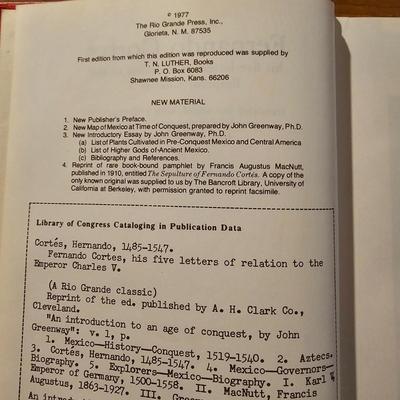 © 1977
The Rio Grande Press, Inc.,
Glorieta, N. M. 87535
First edition from which this edition was reproduced was supplied by
T. N. LUTHER, Books
P. O. Box 6083
Shawnee Mission, Kans. 66206
NEW MATERIAL
1. New Publisher's Preface.
2. New Map of Mexico at Time of Conquest, prepared by John Greenway, Ph.D.
3. New Introductory Essay by John Greenway, Ph.D.
(a) List of Plants Cultivated in Pre-Conquest Mexico and Central America
(b) List of Higher Gods of Ancient Mexico.
(c) Bibliography and References.
4. Reprint of rare book-bound pamphlet by Francis Augustus MacNutt,
published in 1910, entitled The Sepulture of Fernando Cortés. A copy of the
only known original was supplied to us by The Bancroft Library, University of
California at Berkeley, with permission granted to reprint facsimile.
Library of Congress Cataloging in Publication Data
Cortés, Hernando, 1485-1547.
Fernando Cortes, his five letters of relation to the
Emperor Charles V.
(A Rio Grande classic)
Reprint of the ed. published by A. H. Clark Co.,
Cleveland.
"An introduction to an age of conquest, by John
Greenway": v. 1, p.
1. Mexico—History—Conquest, 1519-1540. 2. Aztecs.
3. Cortés, Hernando, 1485-1547. 4. Mexico—Governors—
Biography. 5. Explorers—Mexico—Biography. I. Karl V,
Emperor of Germany, 1500-1558. II. MacNutt, Francis
Augustus, 1863-1927. III.
An